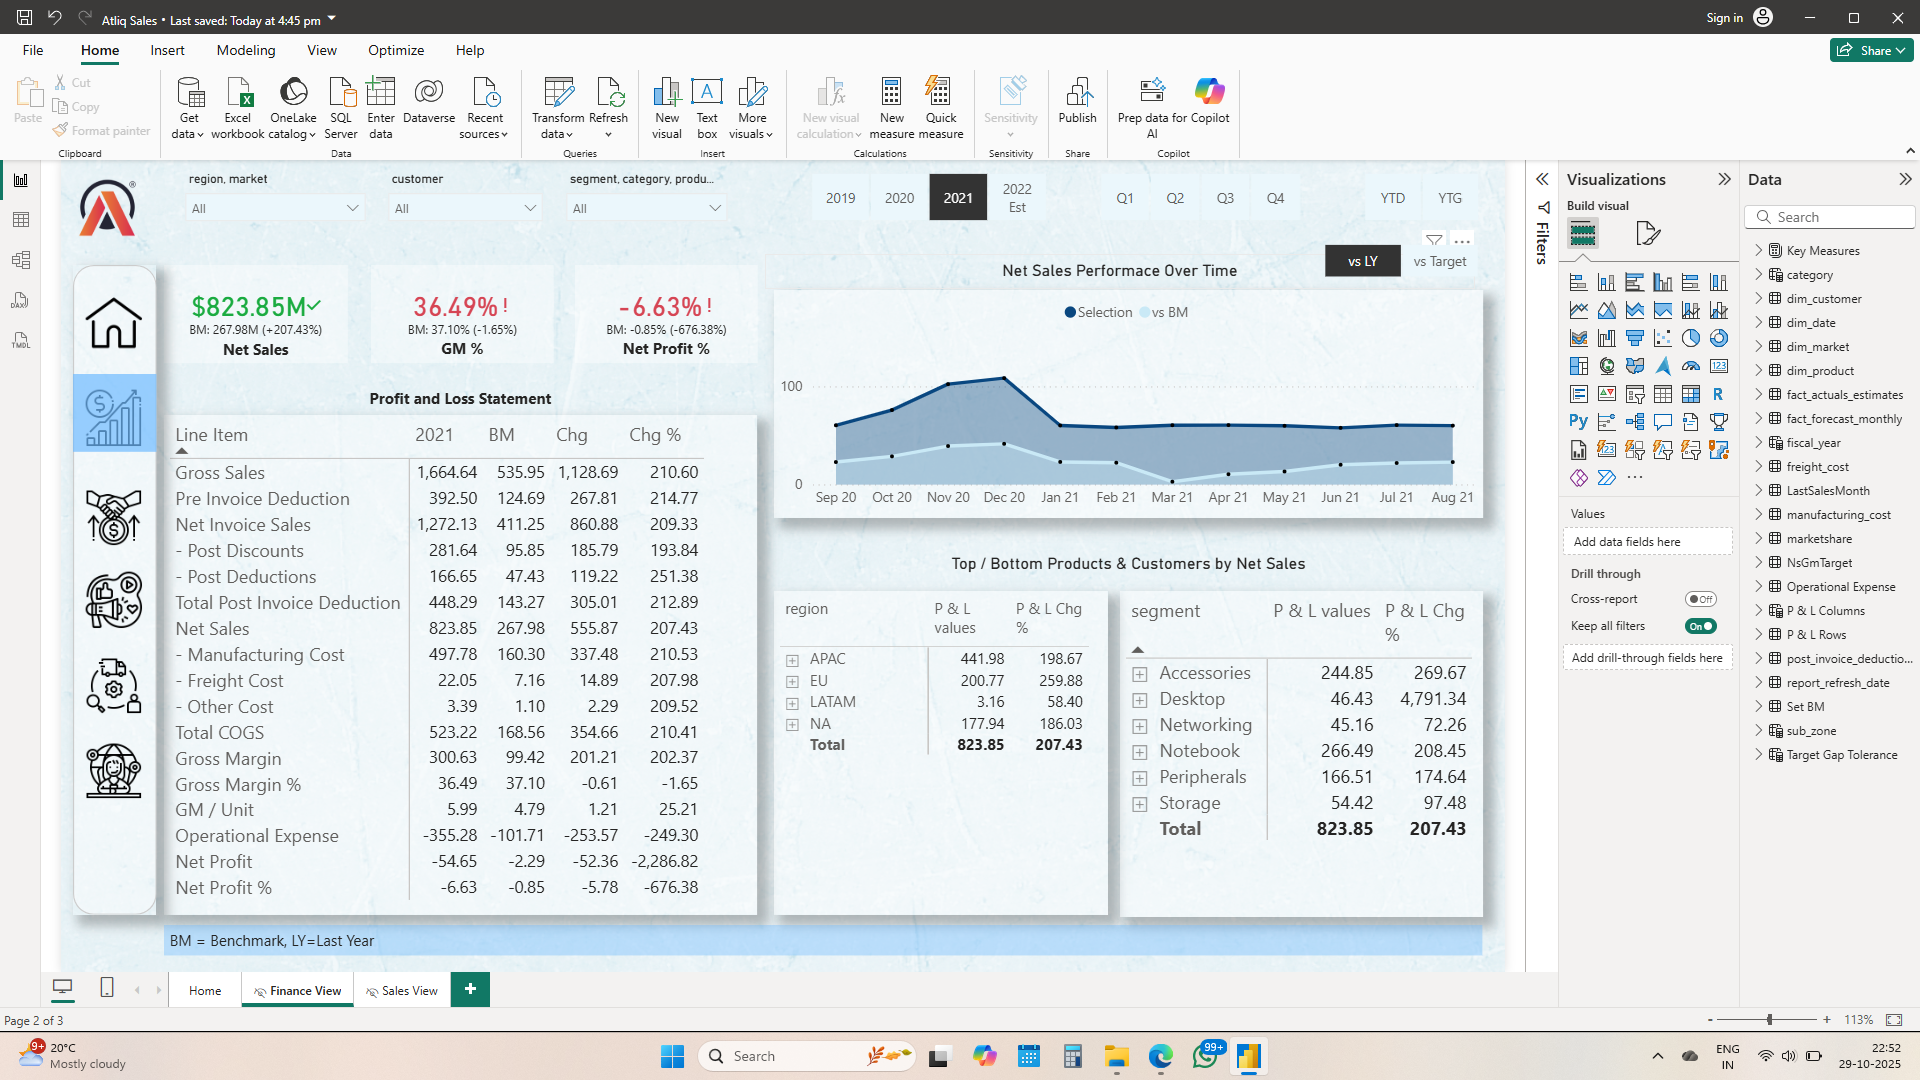 Atliq Sales • Last saved: Today at 4:45 pm
Sign in
File Home Insert Modeling View Optimize Help
Share
Paste
Cut
Copy
Format painter
Clipboard
Get data
Excel workbook
OneLake catalog
SQL Server
Enter data
Dataverse
Recent sources
Data
Transform data
Refresh
Queries
New visual
Text box
More visuals
Insert
New visual calculation
New measure
Quick measure
Calculations
Sensitivity
Sensitivity
Publish
Share
Prep data for AI
Copilot
Copilot
region, market
All
customer
All
segment, category, produ...
All
2019 2020 2021 2022 Est
Q1 Q2 Q3 Q4
YTD YTG
vs LY vs Target
$823.85M
BM: 267.98M (+207.43%)
Net Sales
36.49% !
BM: 37.10% (-1.65%)
GM %
-6.63% !
BM: -0.85% (-676.38%)
Net Profit %
Profit and Loss Statement
Line Item 2021 BM Chg Chg %
Gross Sales 1,664.64 535.95 1,128.69 210.60
Pre Invoice Deduction 392.50 124.69 267.81 214.77
Net Invoice Sales 1,272.13 411.25 860.88 209.33
- Post Discounts 281.64 95.85 185.79 193.84
- Post Deductions 166.65 47.43 119.22 251.38
Total Post Invoice Deduction 448.29 143.27 305.01 212.89
Net Sales 823.85 267.98 555.87 207.43
- Manufacturing Cost 497.78 160.30 337.48 210.53
- Freight Cost 22.05 7.16 14.89 207.98
- Other Cost 3.39 1.10 2.29 209.52
Total COGS 523.22 168.56 354.66 210.41
Gross Margin 300.63 99.42 201.21 202.37
Gross Margin % 36.49 37.10 -0.61 -1.65
GM / Unit 5.99 4.79 1.21 25.21
Operational Expense -355.28 -101.71 -253.57 -249.30
Net Profit -54.65 -2.29 -52.36 -2,286.82
Net Profit % -6.63 -0.85 -5.78 -676.38
Net Sales Performace Over Time
Selection vs BM
100
0
Sep 20 Oct 20 Nov 20 Dec 20 Jan 21 Feb 21 Mar 21 Apr 21 May 21 Jun 21 Jul 21 Aug 21
Top / Bottom Products & Customers by Net Sales
region P & L values P & L Chg %
APAC 441.98 198.67
EU 200.77 259.88
LATAM 3.16 58.40
NA 177.94 186.03
Total 823.85 207.43
segment P & L values P & L Chg %
Accessories 244.85 269.67
Desktop 46.43 4,791.34
Networking 45.16 72.26
Notebook 266.49 208.45
Peripherals 166.51 174.64
Storage 54.42 97.48
Total 823.85 207.43
BM = Benchmark, LY=Last Year
Filters
Visualizations
Build visual
R
Py
123
Values
Add data fields here
Drill through
Cross-report Off
Keep all filters On
Add drill-through fields here
Data
Search
Key Measures
category
dim_customer
dim_date
dim_market
dim_product
fact_actuals_estimates
fact_forecast_monthly
fiscal_year
freight_cost
LastSalesMonth
manufacturing_cost
marketshare
NsGmTarget
Operational Expense
P & L Columns
P & L Rows
post_invoice_deductio...
report_refresh_date
Set BM
sub_zone
Target Gap Tolerance
DAX
TMDL
Home Finance View Sales View +
Page 2 of 3
- + 113%
9+
20°C
Mostly cloudy
Search
99+
ENG
IN
22:52
29-10-2025